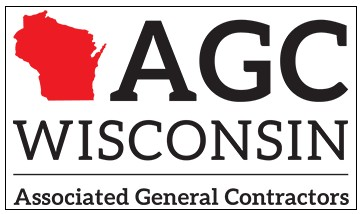 AGC
WISCONSIN
Associated General Contractors